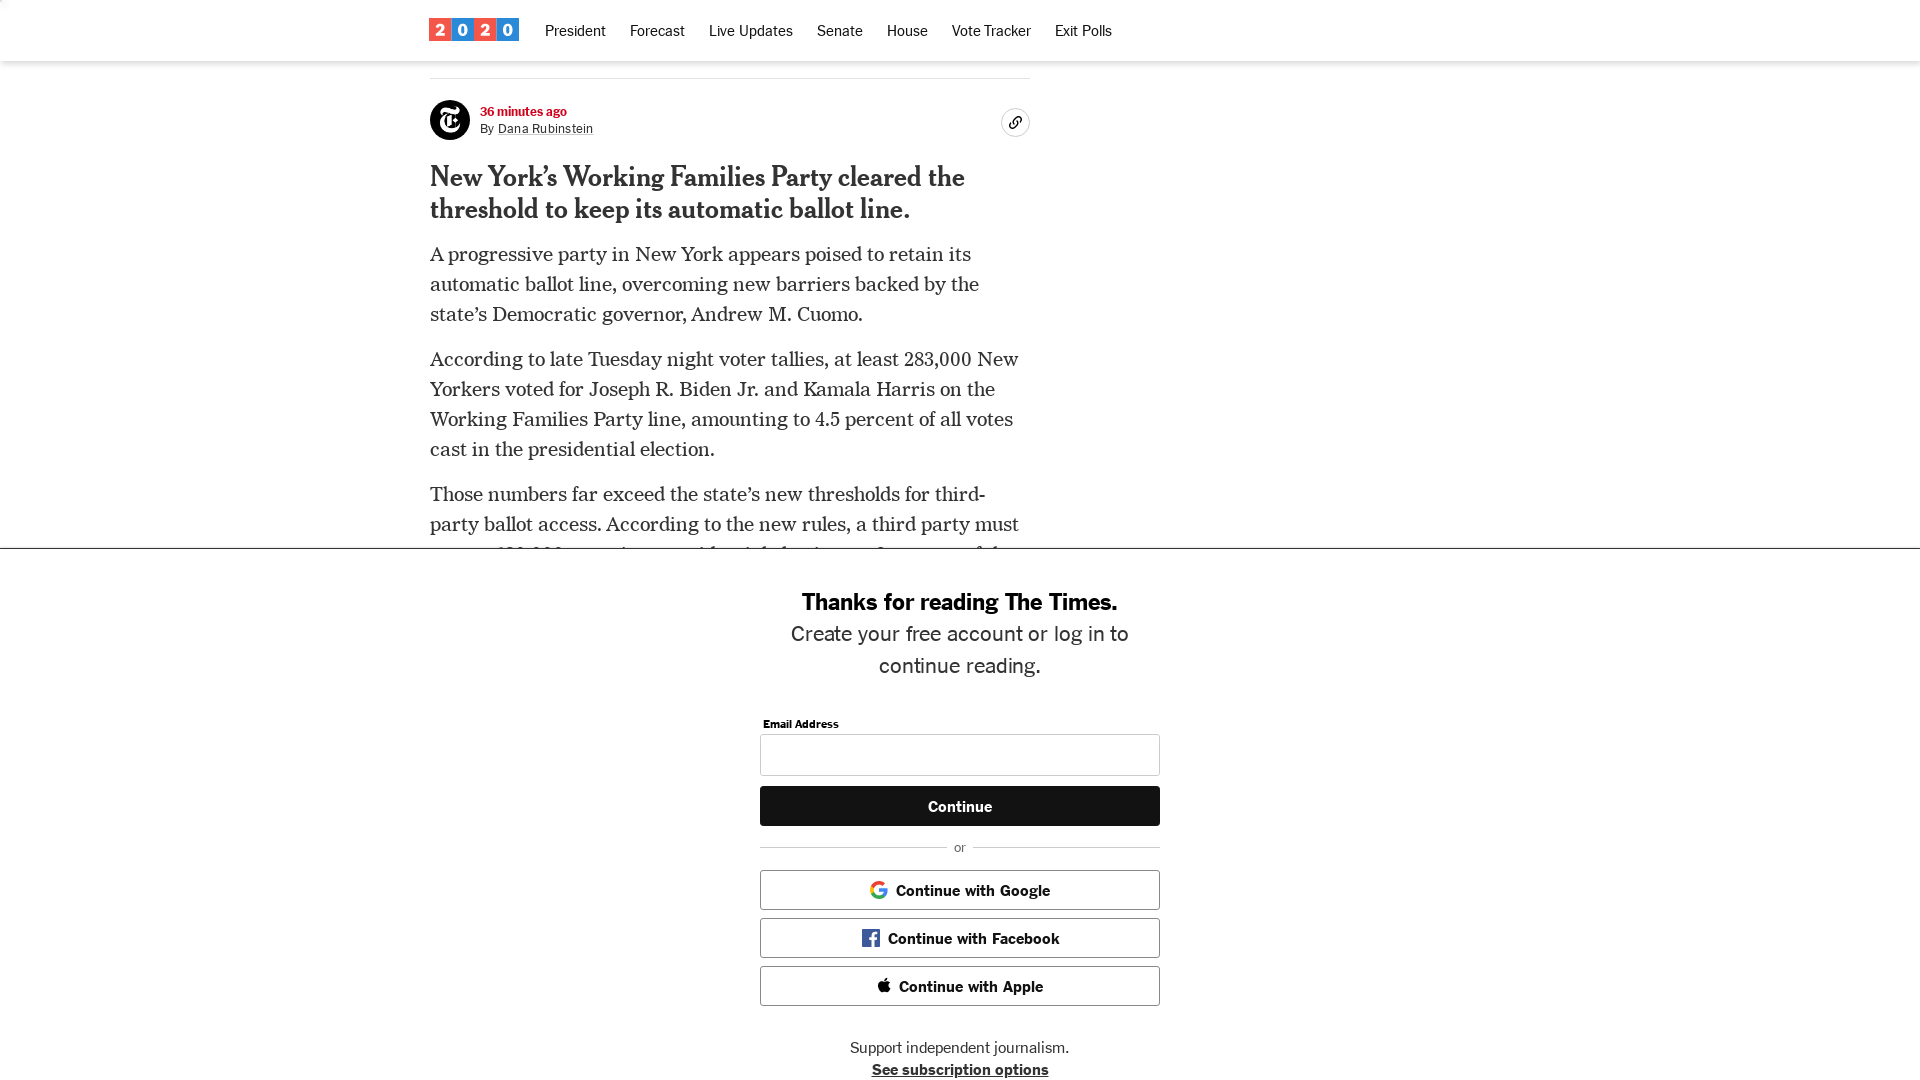 2020 President Forecast Live Updates Senate House Vote Tracker Exit Polls
36 minutes ago
By Dana Rubinstein
New York’s Working Families Party cleared the
threshold to keep its automatic ballot line.
A progressive party in New York appears poised to retain its
automatic ballot line, overcoming new barriers backed by the
state’s Democratic governor, Andrew M. Cuomo.
According to late Tuesday night voter tallies, at least 283,000 New
Yorkers voted for Joseph R. Biden Jr. and Kamala Harris on the
Working Families Party line, amounting to 4.5 percent of all votes
cast in the presidential election.
Those numbers far exceed the state’s new thresholds for third-
party ballot access. According to the new rules, a third party must
Thanks for reading The Times.
Create your free account or log in to
continue reading.
Email Address
Continue
or
Continue with Google
Continue with Facebook
Continue with Apple
Support independent journalism.
See subscription options